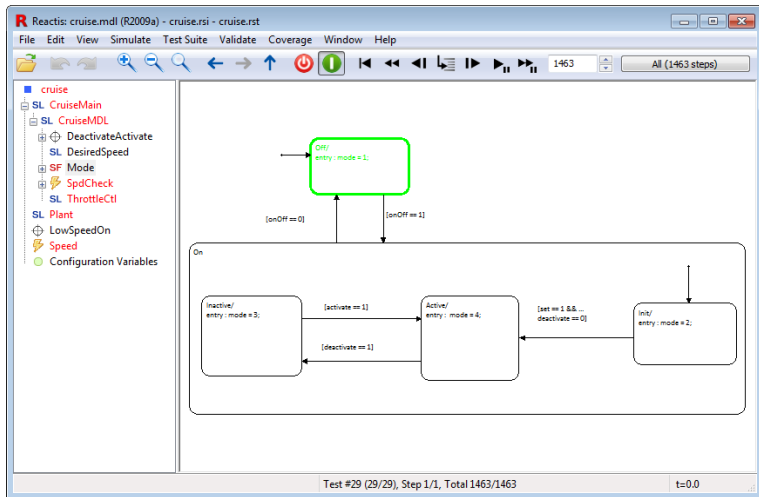 Reactis: cruise.mdl (R2009a) - cruise.rsi - cruise.rst
File Edit View Simulate Test Suite Validate Coverage Window Help
1463 All (1463 steps)
cruise
SL CruiseMain
SL CruiseMDL
DeactivateActivate
SL DesiredSpeed
SF Mode
SpdCheck
SL ThrottleCtl
SL Plant
LowSpeedOn
Speed
Configuration Variables
Off/
entry : mode = 1;
[onOff == 0]
[onOff == 1]
On
Inactive/
entry : mode = 3;
[activate == 1]
[deactivate == 1]
Active/
entry : mode = 4;
[set == 1 && ...
deactivate == 0]
Init/
entry : mode = 2;
Test #29 (29/29), Step 1/1, Total 1463/1463
t=0.0